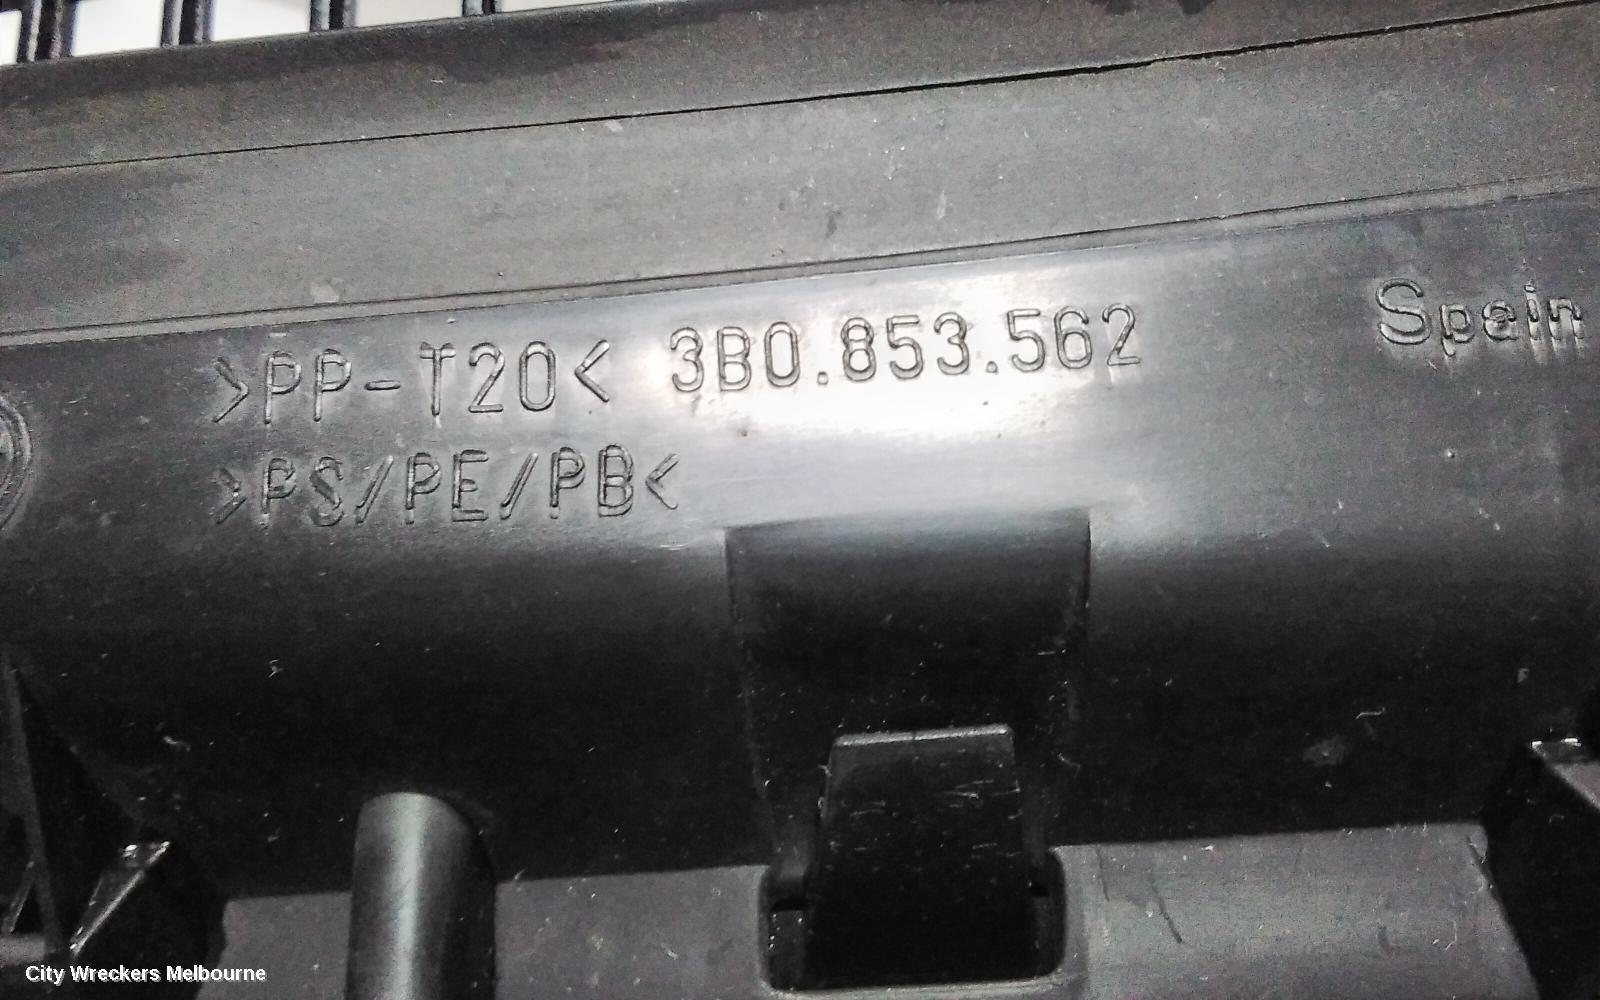 >PP-T20< 3B0.853.562 Spain
>PS/PE/PB<
City Wreckers Melbourne